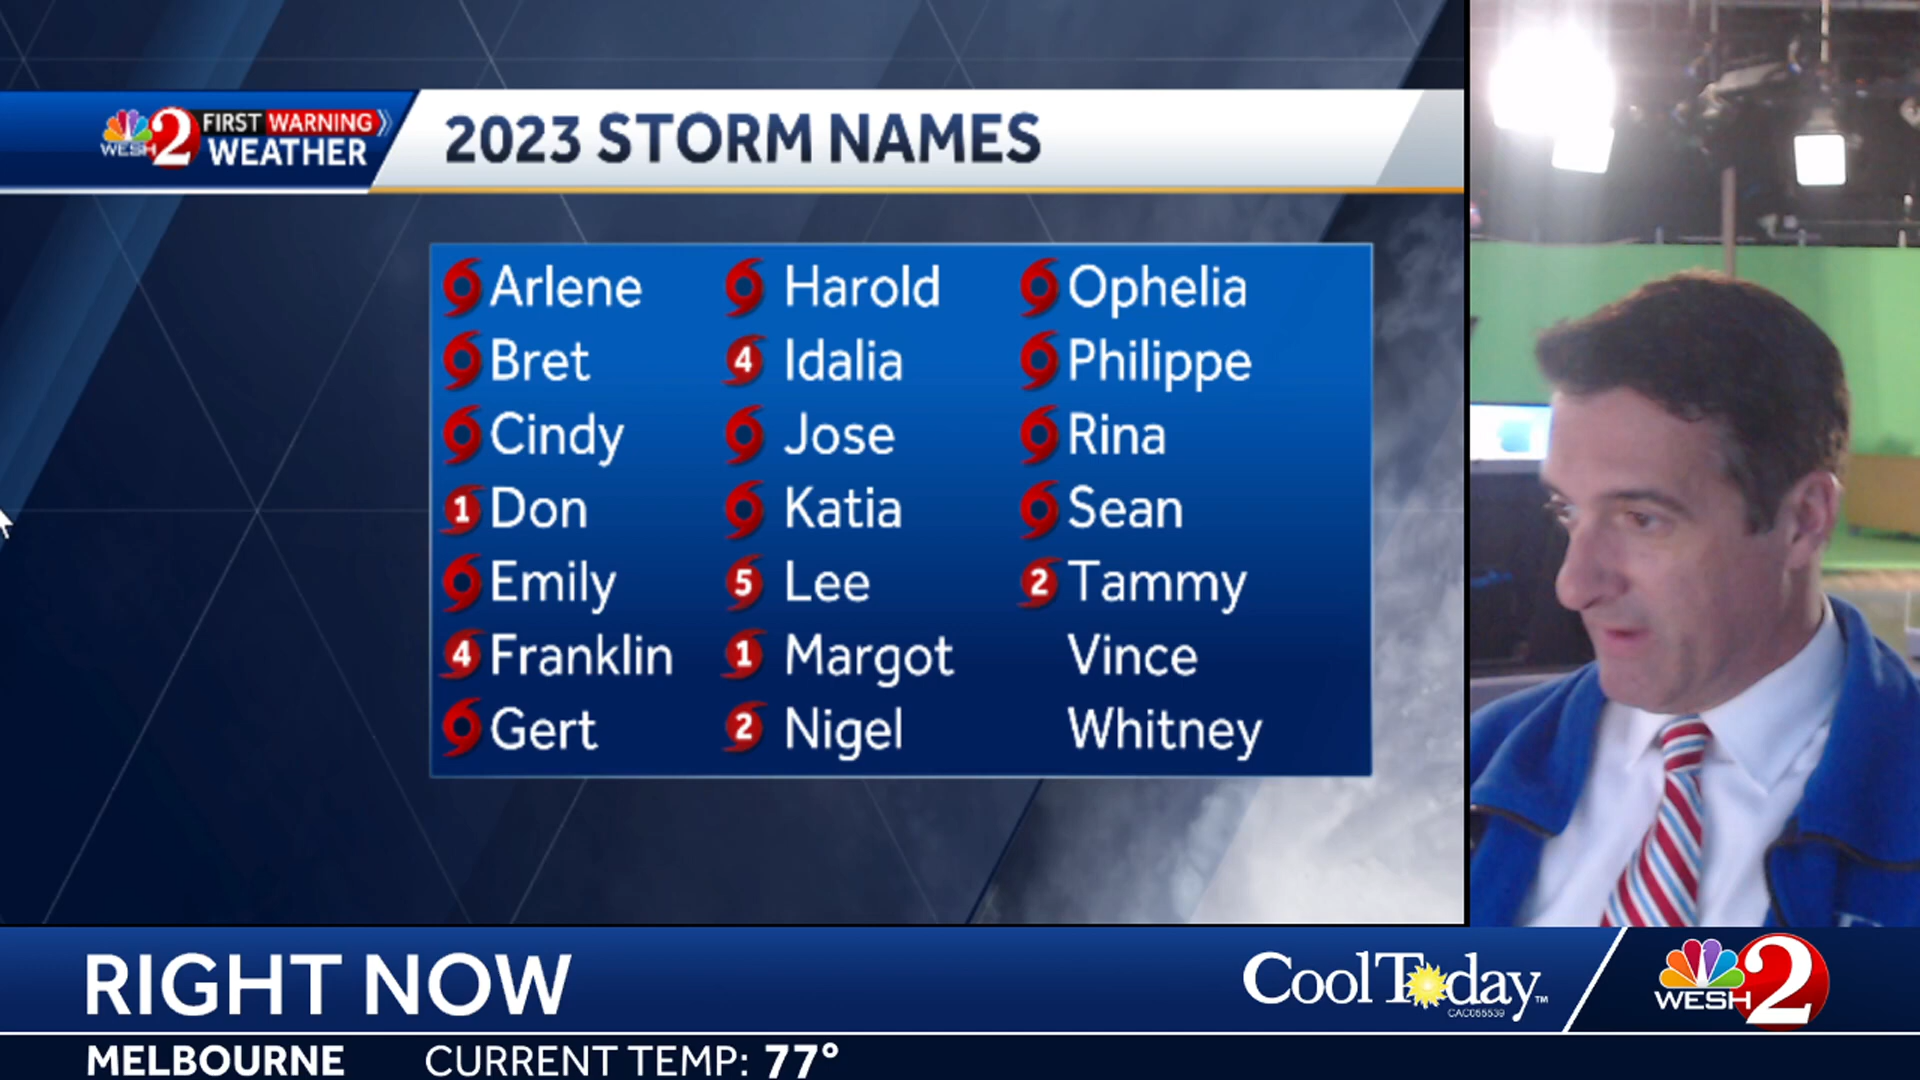 WESH 2 FIRST WARNING WEATHER
2023 STORM NAMES
Arlene
Bret
Cindy
1 Don
Emily
4 Franklin
Gert
Harold
4 Idalia
Jose
Katia
5 Lee
1 Margot
2 Nigel
Ophelia
Philippe
Rina
Sean
2 Tammy
Vince
Whitney
RIGHT NOW
CoolToday™
CAC055539
WESH 2
MELBOURNE CURRENT TEMP: 77°